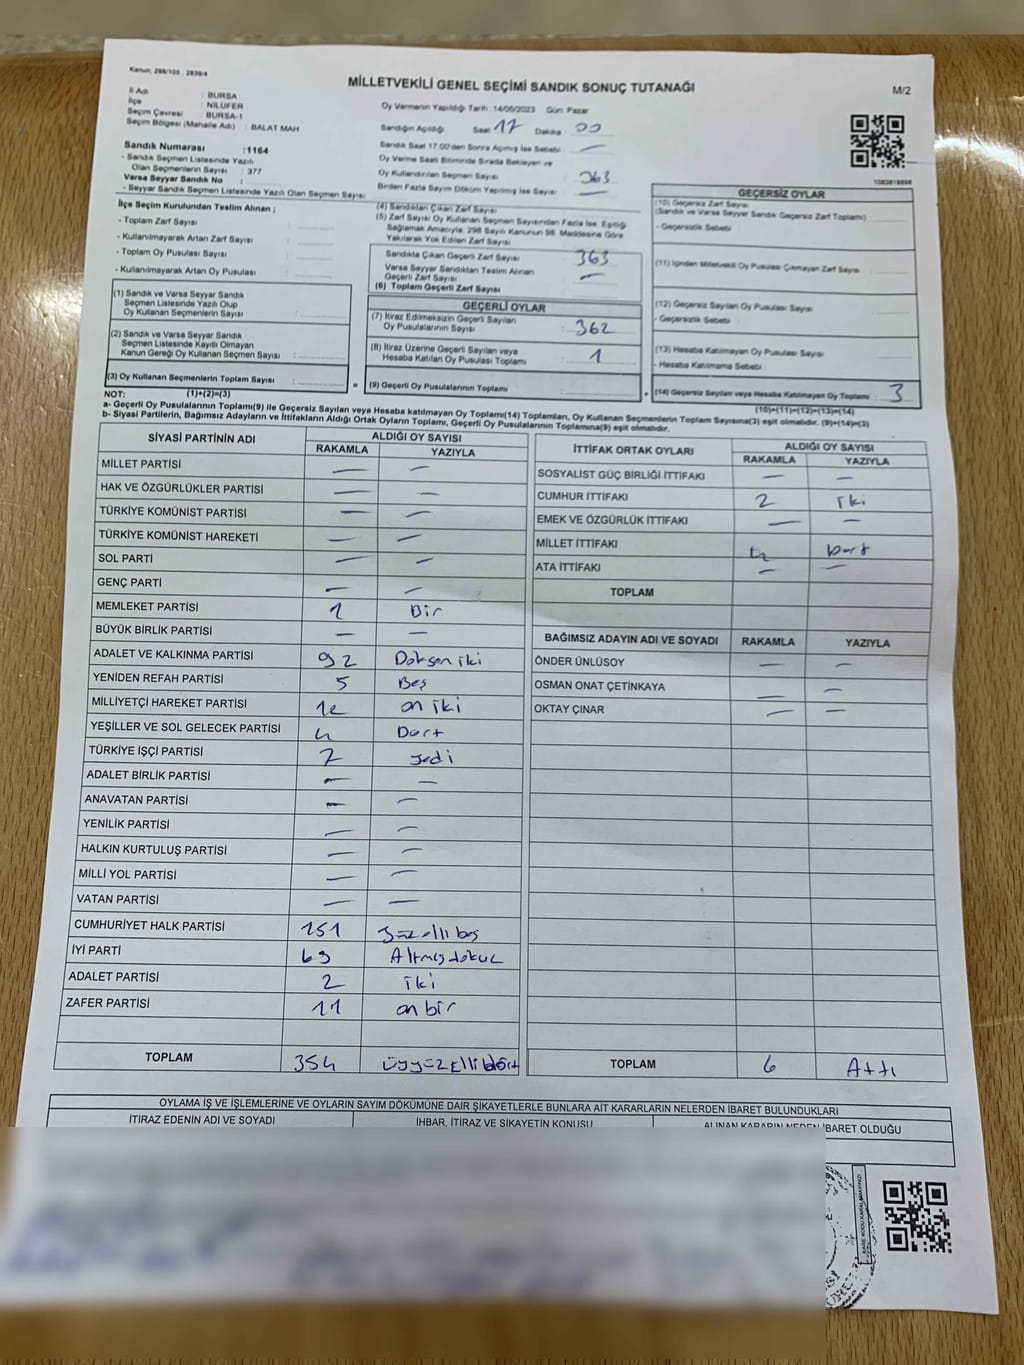 Kanun: 298/105, 2839/4
MİLLETVEKİLİ GENEL SEÇİMİ SANDIK SONUÇ TUTANAĞI
M/2
İl Adı : BURSA
İlçe : NİLÜFER
Seçim Çevresi : BURSA-1
Seçim Bölgesi (Mahalle Adı) : BALAT MAH
Sandık Numarası : 1164
- Sandık Seçmen Listesinde Yazılı
Olan Seçmenlerin Sayısı : 377
Varsa Seyyar Sandık No :
- Seyyar Sandık Seçmen Listesinde Yazılı Olan Seçmen Sayısı
Oy Vermenin Yapıldığı Tarih : 14/05/2023 Gün: Pazar
Sandığın Açıldığı Saat 17 Dakika 00
Sandık Saat 17:00'den Sonra Açılmış İse Sebebi : —
Oy Verme Saati Bitiminde Sırada Bekleyen ve
Oy Kullandırılan Seçmen Sayısı : 363
Birden Fazla Sayım Döküm Yapılmış İse Sayısı : —
1083819898
İlçe Seçim Kurulundan Teslim Alınan ;
- Toplam Zarf Sayısı :
- Kullanılmayarak Artan Zarf Sayısı :
- Toplam Oy Pusulası Sayısı :
- Kullanılmayarak Artan Oy Pusulası :
(1) Sandık ve Varsa Seyyar Sandık
Seçmen Listesinde Yazılı Olup
Oy Kullanan Seçmenlerin Sayısı :
(2) Sandık ve Varsa Seyyar Sandık
Seçmen Listesinde Kayıtlı Olmayan
Kanun Gereği Oy Kullanan Seçmen Sayısı :
(3) Oy Kullanan Seçmenlerin Toplam Sayısı :
(1)+(2)=(3)
(4) Sandıktan Çıkan Zarf Sayısı
(5) Zarf Sayısı Oy Kullanan Seçmen Sayısından Fazla İse, Eşitliği
Sağlamak Amacıyla, 298 Sayılı Kanunun 98. Maddesine Göre
Yakılarak Yok Edilen Zarf Sayısı
Sandıkta Çıkan Geçerli Zarf Sayısı : 363
Varsa Seyyar Sandıktan Teslim Alınan
Geçerli Zarf Sayısı : —
(6) Toplam Geçerli Zarf Sayısı
GEÇERLİ OYLAR
(7) İtiraz Edilmeksizin Geçerli Sayılan
Oy Pusulalarının Sayısı : 362
(8) İtiraz Üzerine Geçerli Sayılan veya
Hesaba Katılan Oy Pusulası Toplamı : 1
= (9) Geçerli Oy Pusulalarının Toplamı :
GEÇERSİZ OYLAR
(10) Geçersiz Zarf Sayısı
(Sandık ve Varsa Seyyar Sandık Geçersiz Zarf Toplamı)
- Geçersizlik Sebebi :
(11) İçinden Milletvekili Oy Pusulası Çıkmayan Zarf Sayısı :
(12) Geçersiz Sayılan Oy Pusulası Sayısı :
- Geçersizlik Sebebi :
(13) Hesaba Katılmayan Oy Pusulası Sayısı :
- Hesaba Katılmama Sebebi :
+ (14) Geçersiz Sayılan veya Hesaba Katılmayan Oy Toplamı : 3
(10)+(11)+(12)+(13)=(14)
NOT:
a- Geçerli Oy Pusulalarının Toplamı(9) ile Geçersiz Sayılan veya Hesaba katılmayan Oy Toplamı(14) Toplamları, Oy Kullanan Seçmenlerin Toplam Sayısına(3) eşit olmalıdır. (9)+(14)=(3)
b- Siyasi Partilerin, Bağımsız Adayların ve İttifakların Aldığı Ortak Oyların Toplamı, Geçerli Oy Pusulalarının Toplamına(9) eşit olmalıdır.
SİYASİ PARTİNİN ADI ALDIĞI OY SAYISI
RAKAMLA YAZIYLA
MİLLET PARTİSİ — —
HAK VE ÖZGÜRLÜKLER PARTİSİ — —
TÜRKİYE KOMÜNİST PARTİSİ — —
TÜRKİYE KOMÜNİST HAREKETİ — —
SOL PARTİ — —
GENÇ PARTİ — —
MEMLEKET PARTİSİ 1 Bir
BÜYÜK BİRLİK PARTİSİ — —
ADALET VE KALKINMA PARTİSİ 92 Doksan iki
YENİDEN REFAH PARTİSİ 5 Beş
MİLLİYETÇİ HAREKET PARTİSİ 12 on iki
YEŞİLLER VE SOL GELECEK PARTİSİ 4 Dört
TÜRKİYE İŞÇİ PARTİSİ 7 yedi
ADALET BİRLİK PARTİSİ — —
ANAVATAN PARTİSİ — —
YENİLİK PARTİSİ — —
HALKIN KURTULUŞ PARTİSİ — —
MİLLİ YOL PARTİSİ — —
VATAN PARTİSİ — —
CUMHURİYET HALK PARTİSİ 151 yüz elli beş
İYİ PARTİ 69 Altmış dokuz
ADALET PARTİSİ 2 iki
ZAFER PARTİSİ 11 on bir
TOPLAM 354 üçyüzellidört
İTTİFAK ORTAK OYLARI ALDIĞI OY SAYISI
RAKAMLA YAZIYLA
SOSYALİST GÜÇ BİRLİĞİ İTTİFAKI — —
CUMHUR İTTİFAKI 2 iki
EMEK VE ÖZGÜRLÜK İTTİFAKI — —
MİLLET İTTİFAKI 4 Dört
ATA İTTİFAKI — —
TOPLAM
BAĞIMSIZ ADAYIN ADI VE SOYADI RAKAMLA YAZIYLA
ÖNDER ÜNLÜSOY — —
OSMAN ONAT ÇETİNKAYA — —
OKTAY ÇINAR — —
TOPLAM 6 Altı
OYLAMA İŞ VE İŞLEMLERİNE VE OYLARIN SAYIM DÖKÜMÜNE DAİR ŞİKAYETLERLE BUNLARA AİT KARARLARIN NELERDEN İBARET BULUNDUKLARI
İTİRAZ EDENİN ADI VE SOYADI İHBAR, İTİRAZ VE ŞİKAYETİN KONUSU ALINAN KARARIN NEDEN İBARET OLDUĞU
KARE KODU KARALAMAYINIZ!